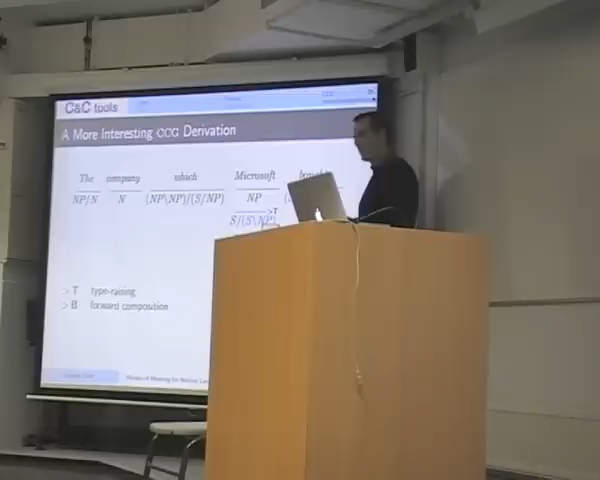 C&C tools
A More Interesting CCG Derivation
The company which Microsoft
NP/N N (NP\NP)/(S/NP) NP
>T
S/(S\NP)
> T type-raising
> B forward composition